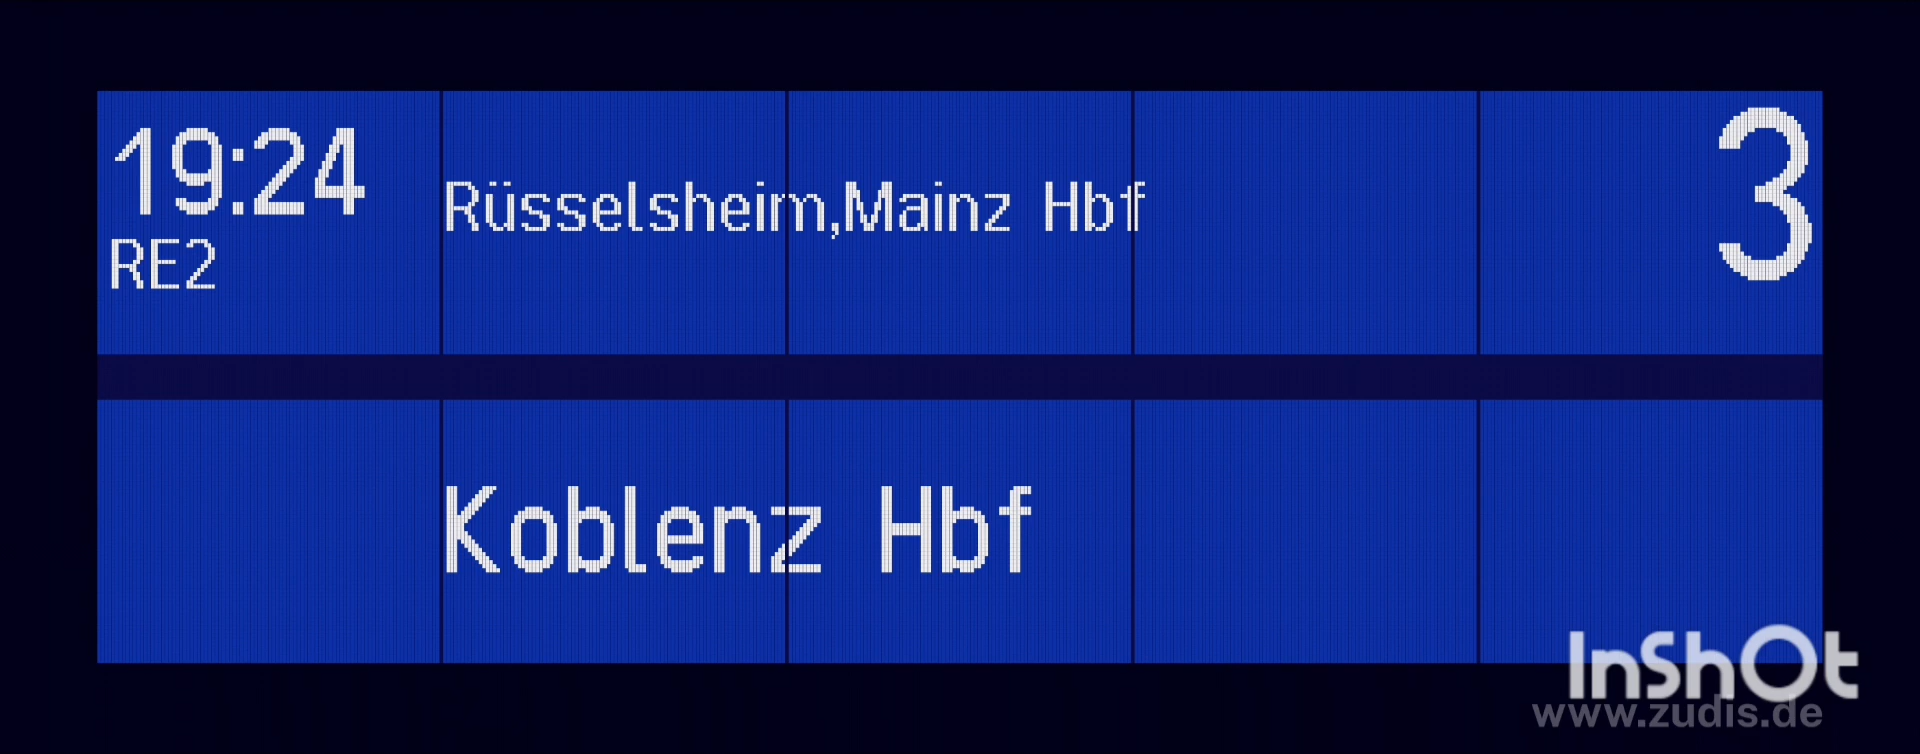 19:24
Rüsselsheim,Mainz Hbf
3
RE2
Koblenz Hbf
InShOt
www.zudis.de